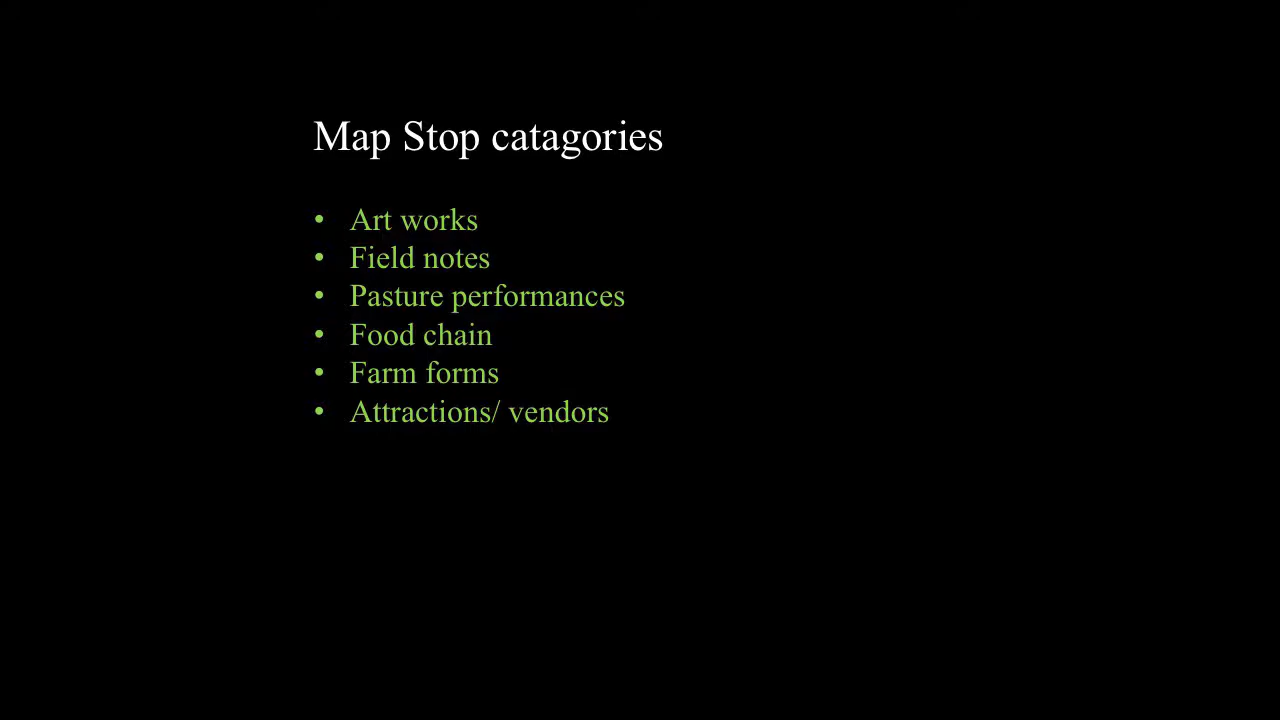 Map Stop catagories
• Art works
• Field notes
• Pasture performances
• Food chain
• Farm forms
• Attractions/ vendors